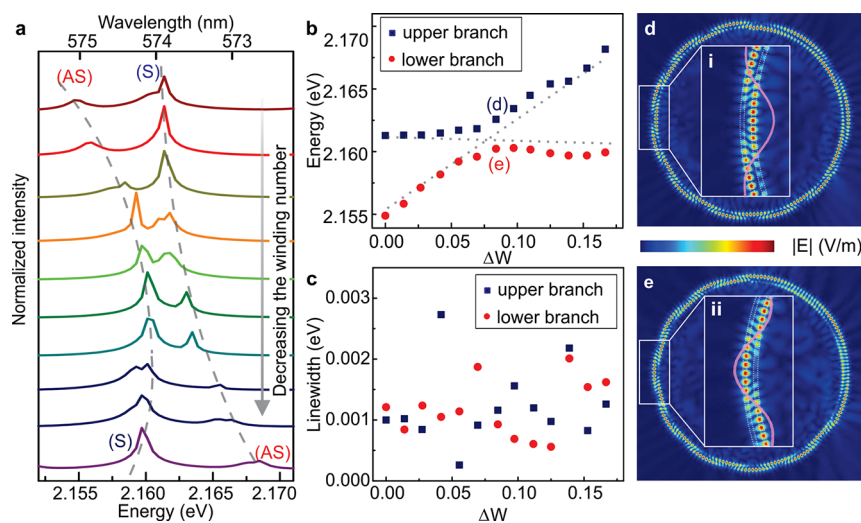 a
Wavelength (nm)
575
574
573
(AS)
(S)
Normalized intensity
Decreasing the winding number
(S)
(AS)
2.155
2.160
2.165
2.170
Energy (eV)
b
upper branch
lower branch
2.170
2.165
2.160
2.155
Energy (eV)
(d)
(e)
0.00
0.05
0.10
0.15
ΔW
c
upper branch
lower branch
0.003
0.002
0.001
0.000
Linewidth (eV)
0.00
0.05
0.10
0.15
ΔW
d
i
|E| (V/m)
e
ii